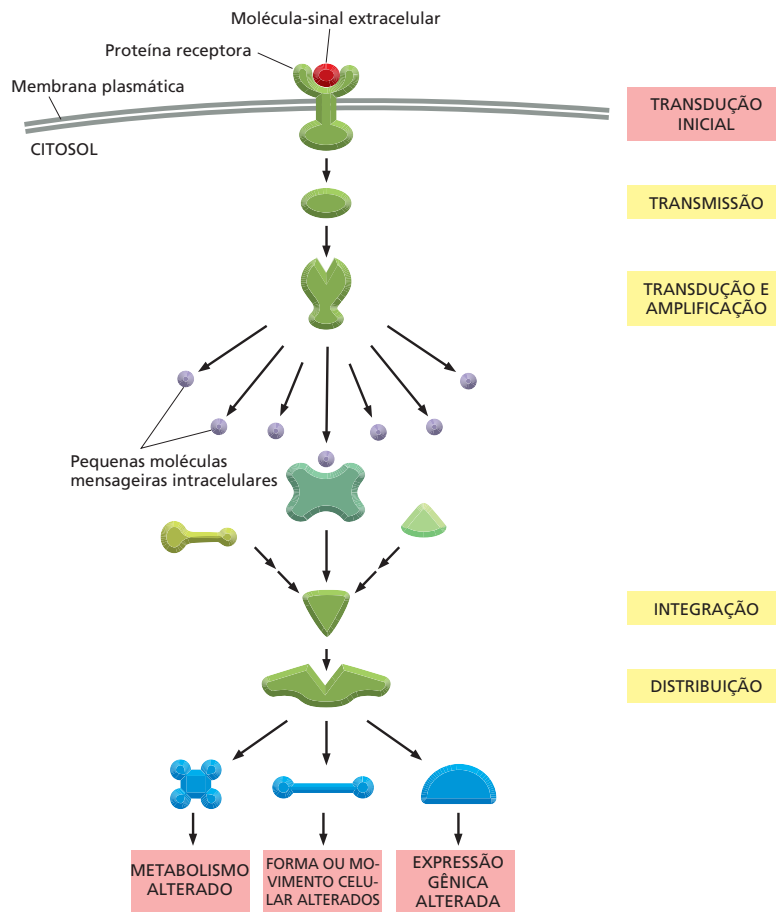 Molécula-sinal extracelular
Proteína receptora
Membrana plasmática
CITOSOL
TRANSDUÇÃO
INICIAL
TRANSMISSÃO
TRANSDUÇÃO E
AMPLIFICAÇÃO
Pequenas moléculas
mensageiras intracelulares
INTEGRAÇÃO
DISTRIBUIÇÃO
METABOLISMO
ALTERADO
FORMA OU MO-
VIMENTO CELU-
LAR ALTERADOS
EXPRESSÃO
GÊNICA
ALTERADA